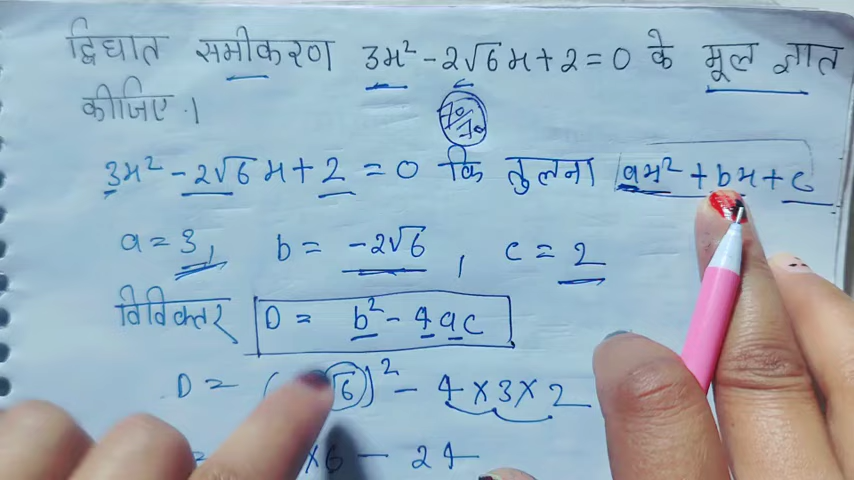 द्विघात समीकरण 3x² - 2√6x + 2 = 0 के मूल ज्ञात
कीजिए।
3x² - 2√6x + 2 = 0 कि तुलना ax² + bx + c
a = 3, b = -2√6, c = 2
विविक्तर D = b² - 4ac
D = ( √6)² - 4×3×2
= ×6 - 24